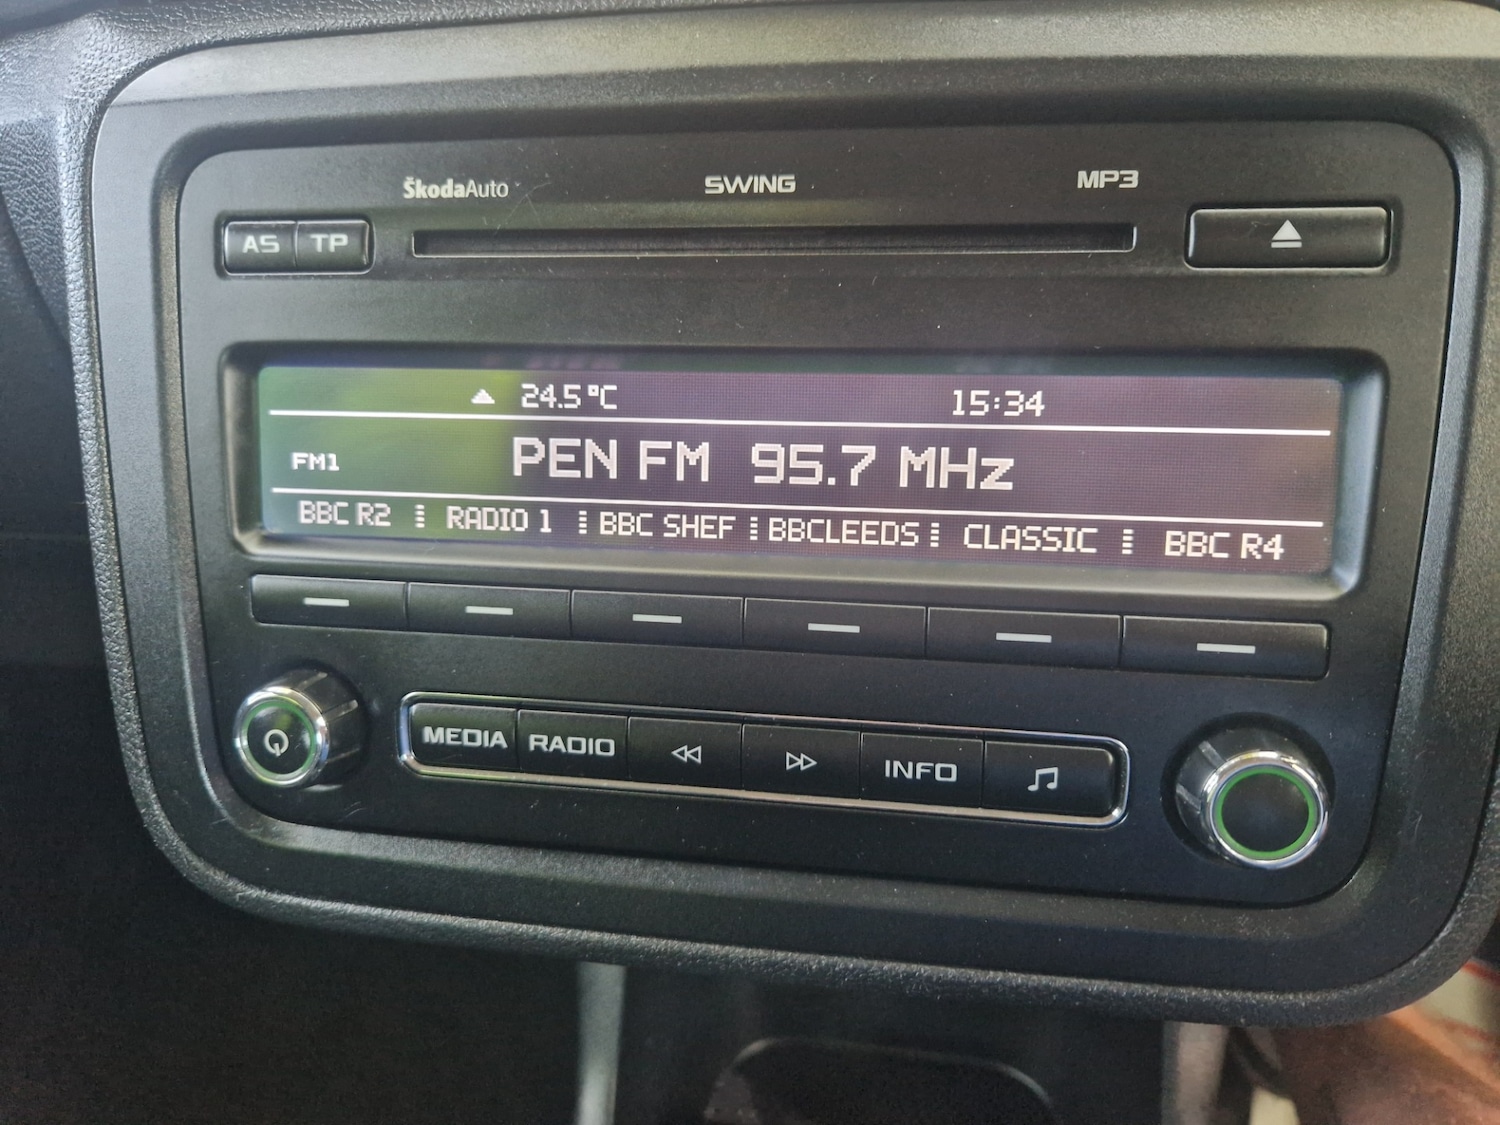 ŠkodaAuto SWING MP3
AS TP
24.5°C 15:34
FM1 PEN FM 95.7 MHz
BBC R2 RADIO 1 BBC SHEF BBCLEEDS CLASSIC BBC R4
MEDIA RADIO INFO